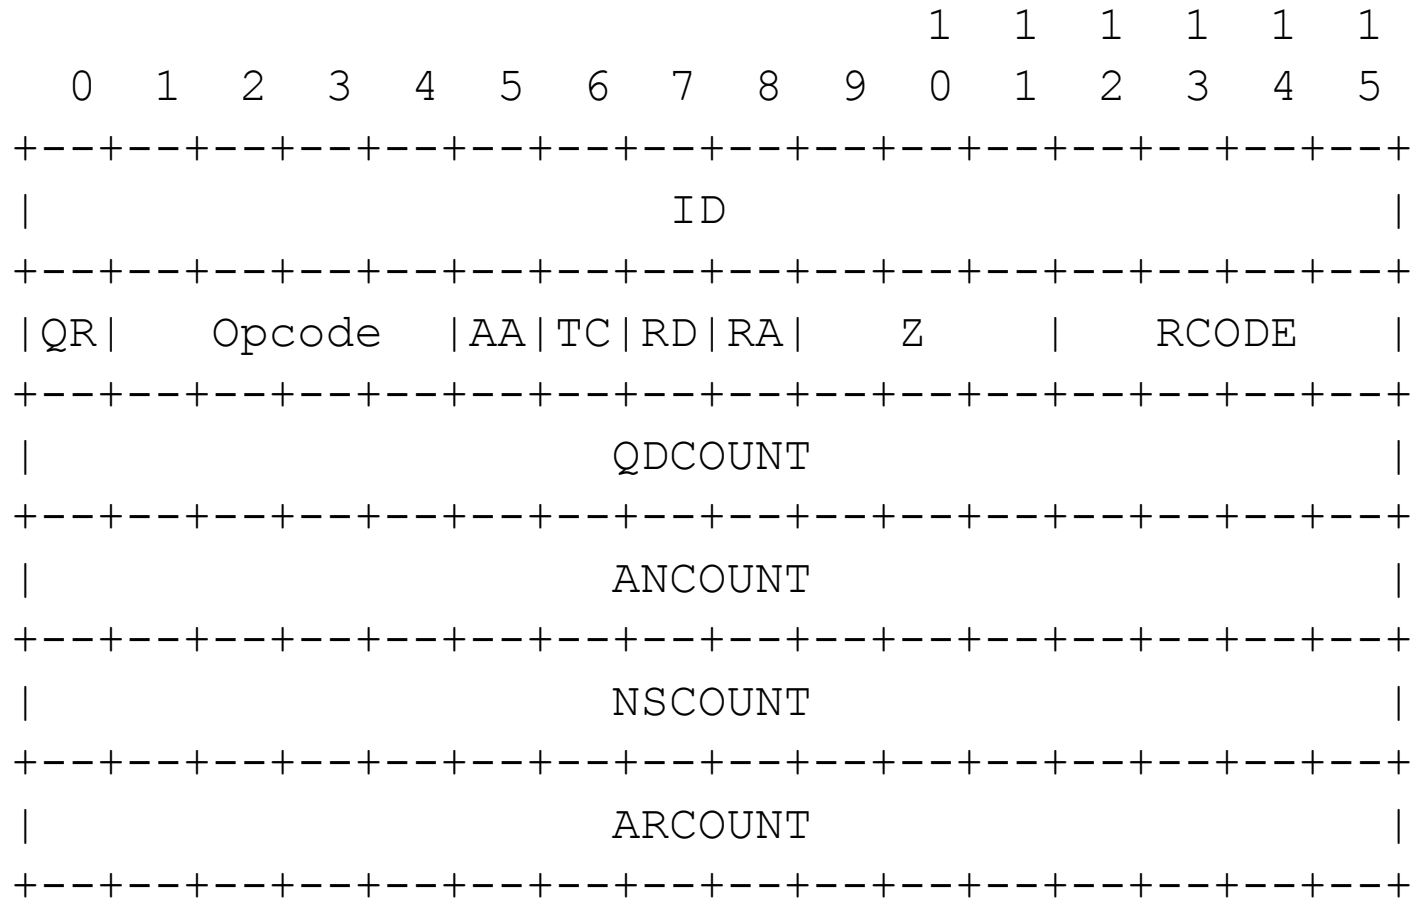 1  1  1  1  1  1
  0  1  2  3  4  5  6  7  8  9  0  1  2  3  4  5
+--+--+--+--+--+--+--+--+--+--+--+--+--+--+--+--+
|                      ID                       |
+--+--+--+--+--+--+--+--+--+--+--+--+--+--+--+--+
|QR|   Opcode  |AA|TC|RD|RA|   Z    |   RCODE   |
+--+--+--+--+--+--+--+--+--+--+--+--+--+--+--+--+
|                    QDCOUNT                    |
+--+--+--+--+--+--+--+--+--+--+--+--+--+--+--+--+
|                    ANCOUNT                    |
+--+--+--+--+--+--+--+--+--+--+--+--+--+--+--+--+
|                    NSCOUNT                    |
+--+--+--+--+--+--+--+--+--+--+--+--+--+--+--+--+
|                    ARCOUNT                    |
+--+--+--+--+--+--+--+--+--+--+--+--+--+--+--+--+